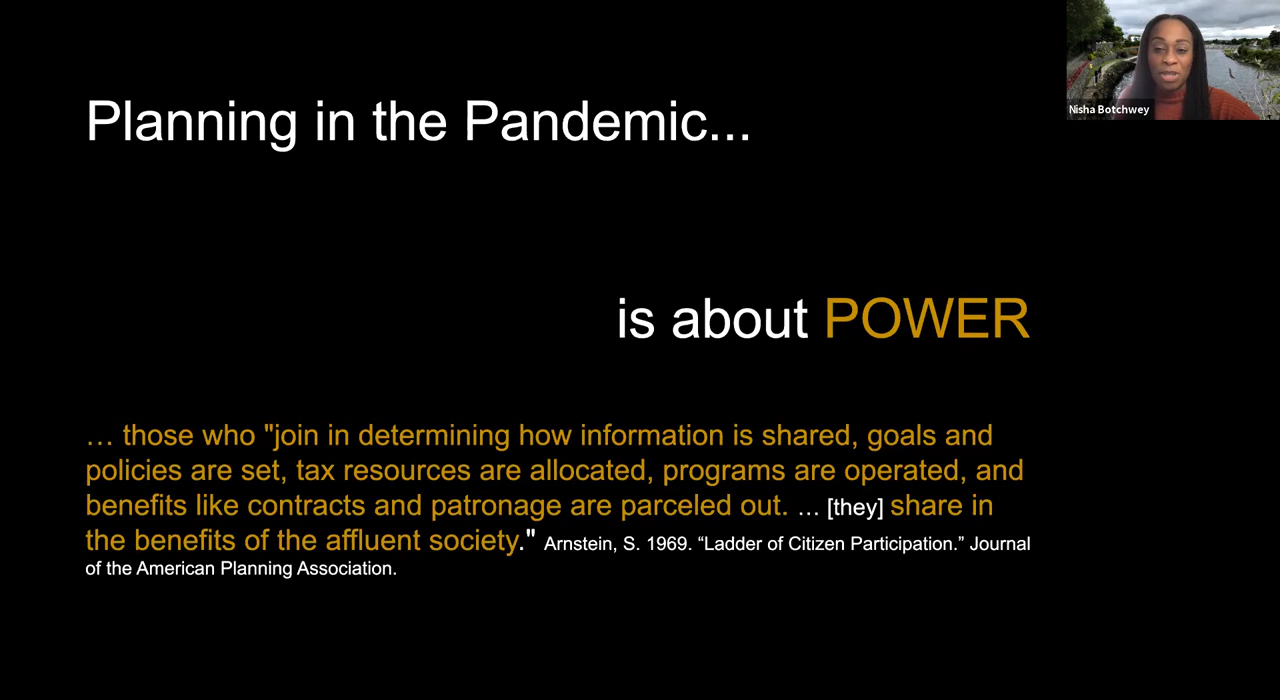 Planning in the Pandemic...
Nisha Botchwey
is about POWER
… those who "join in determining how information is shared, goals and
policies are set, tax resources are allocated, programs are operated, and
benefits like contracts and patronage are parceled out. … [they] share in
the benefits of the affluent society." Arnstein, S. 1969. “Ladder of Citizen Participation.” Journal
of the American Planning Association.